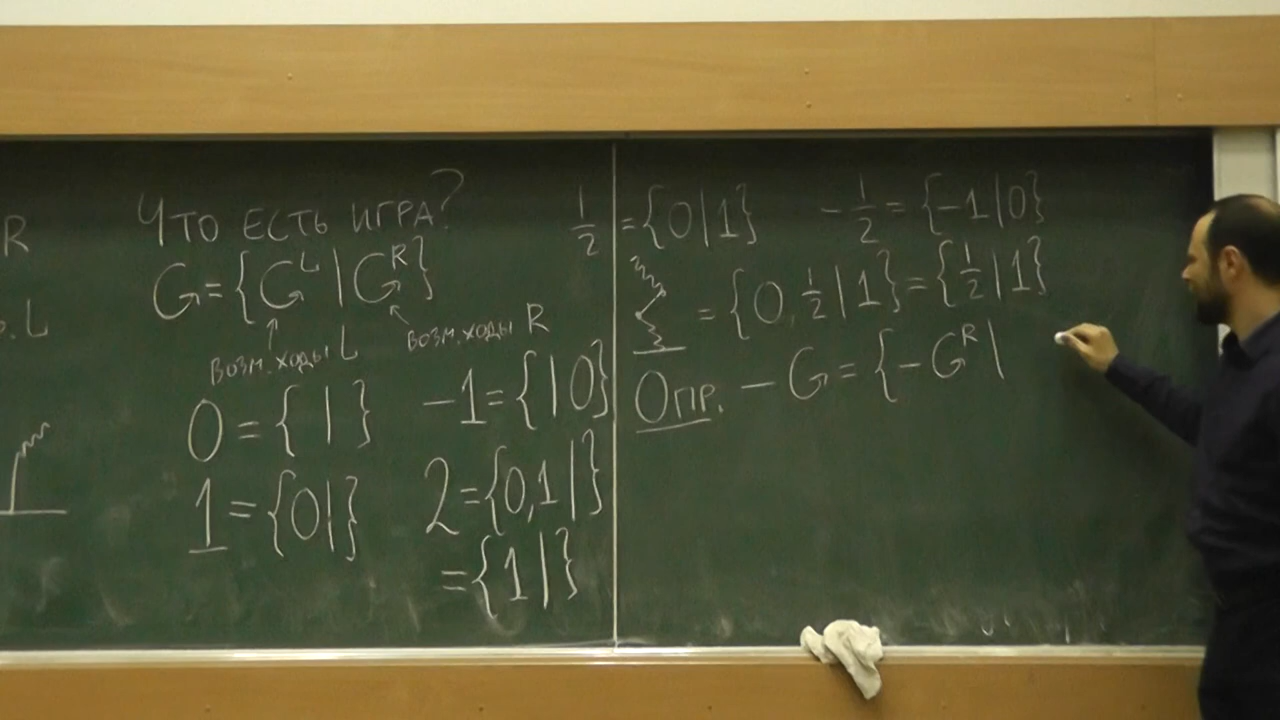 R
. L
ЧТО ЕСТЬ ИГРА?
G = { G^L | G^R }
ВОЗМ. ХОДЫ L
ВОЗМ. ХОДЫ R
0 = { | }
-1 = { | 0 }
1 = { 0 | }
2 = { 0, 1 | }
= { 1 | }
1/2 = { 0 | 1 }
- 1/2 = { -1 | 0 }
= { 0, 1/2 | 1 } = { 1/2 | 1 }
Опр. - G = { - G^R |